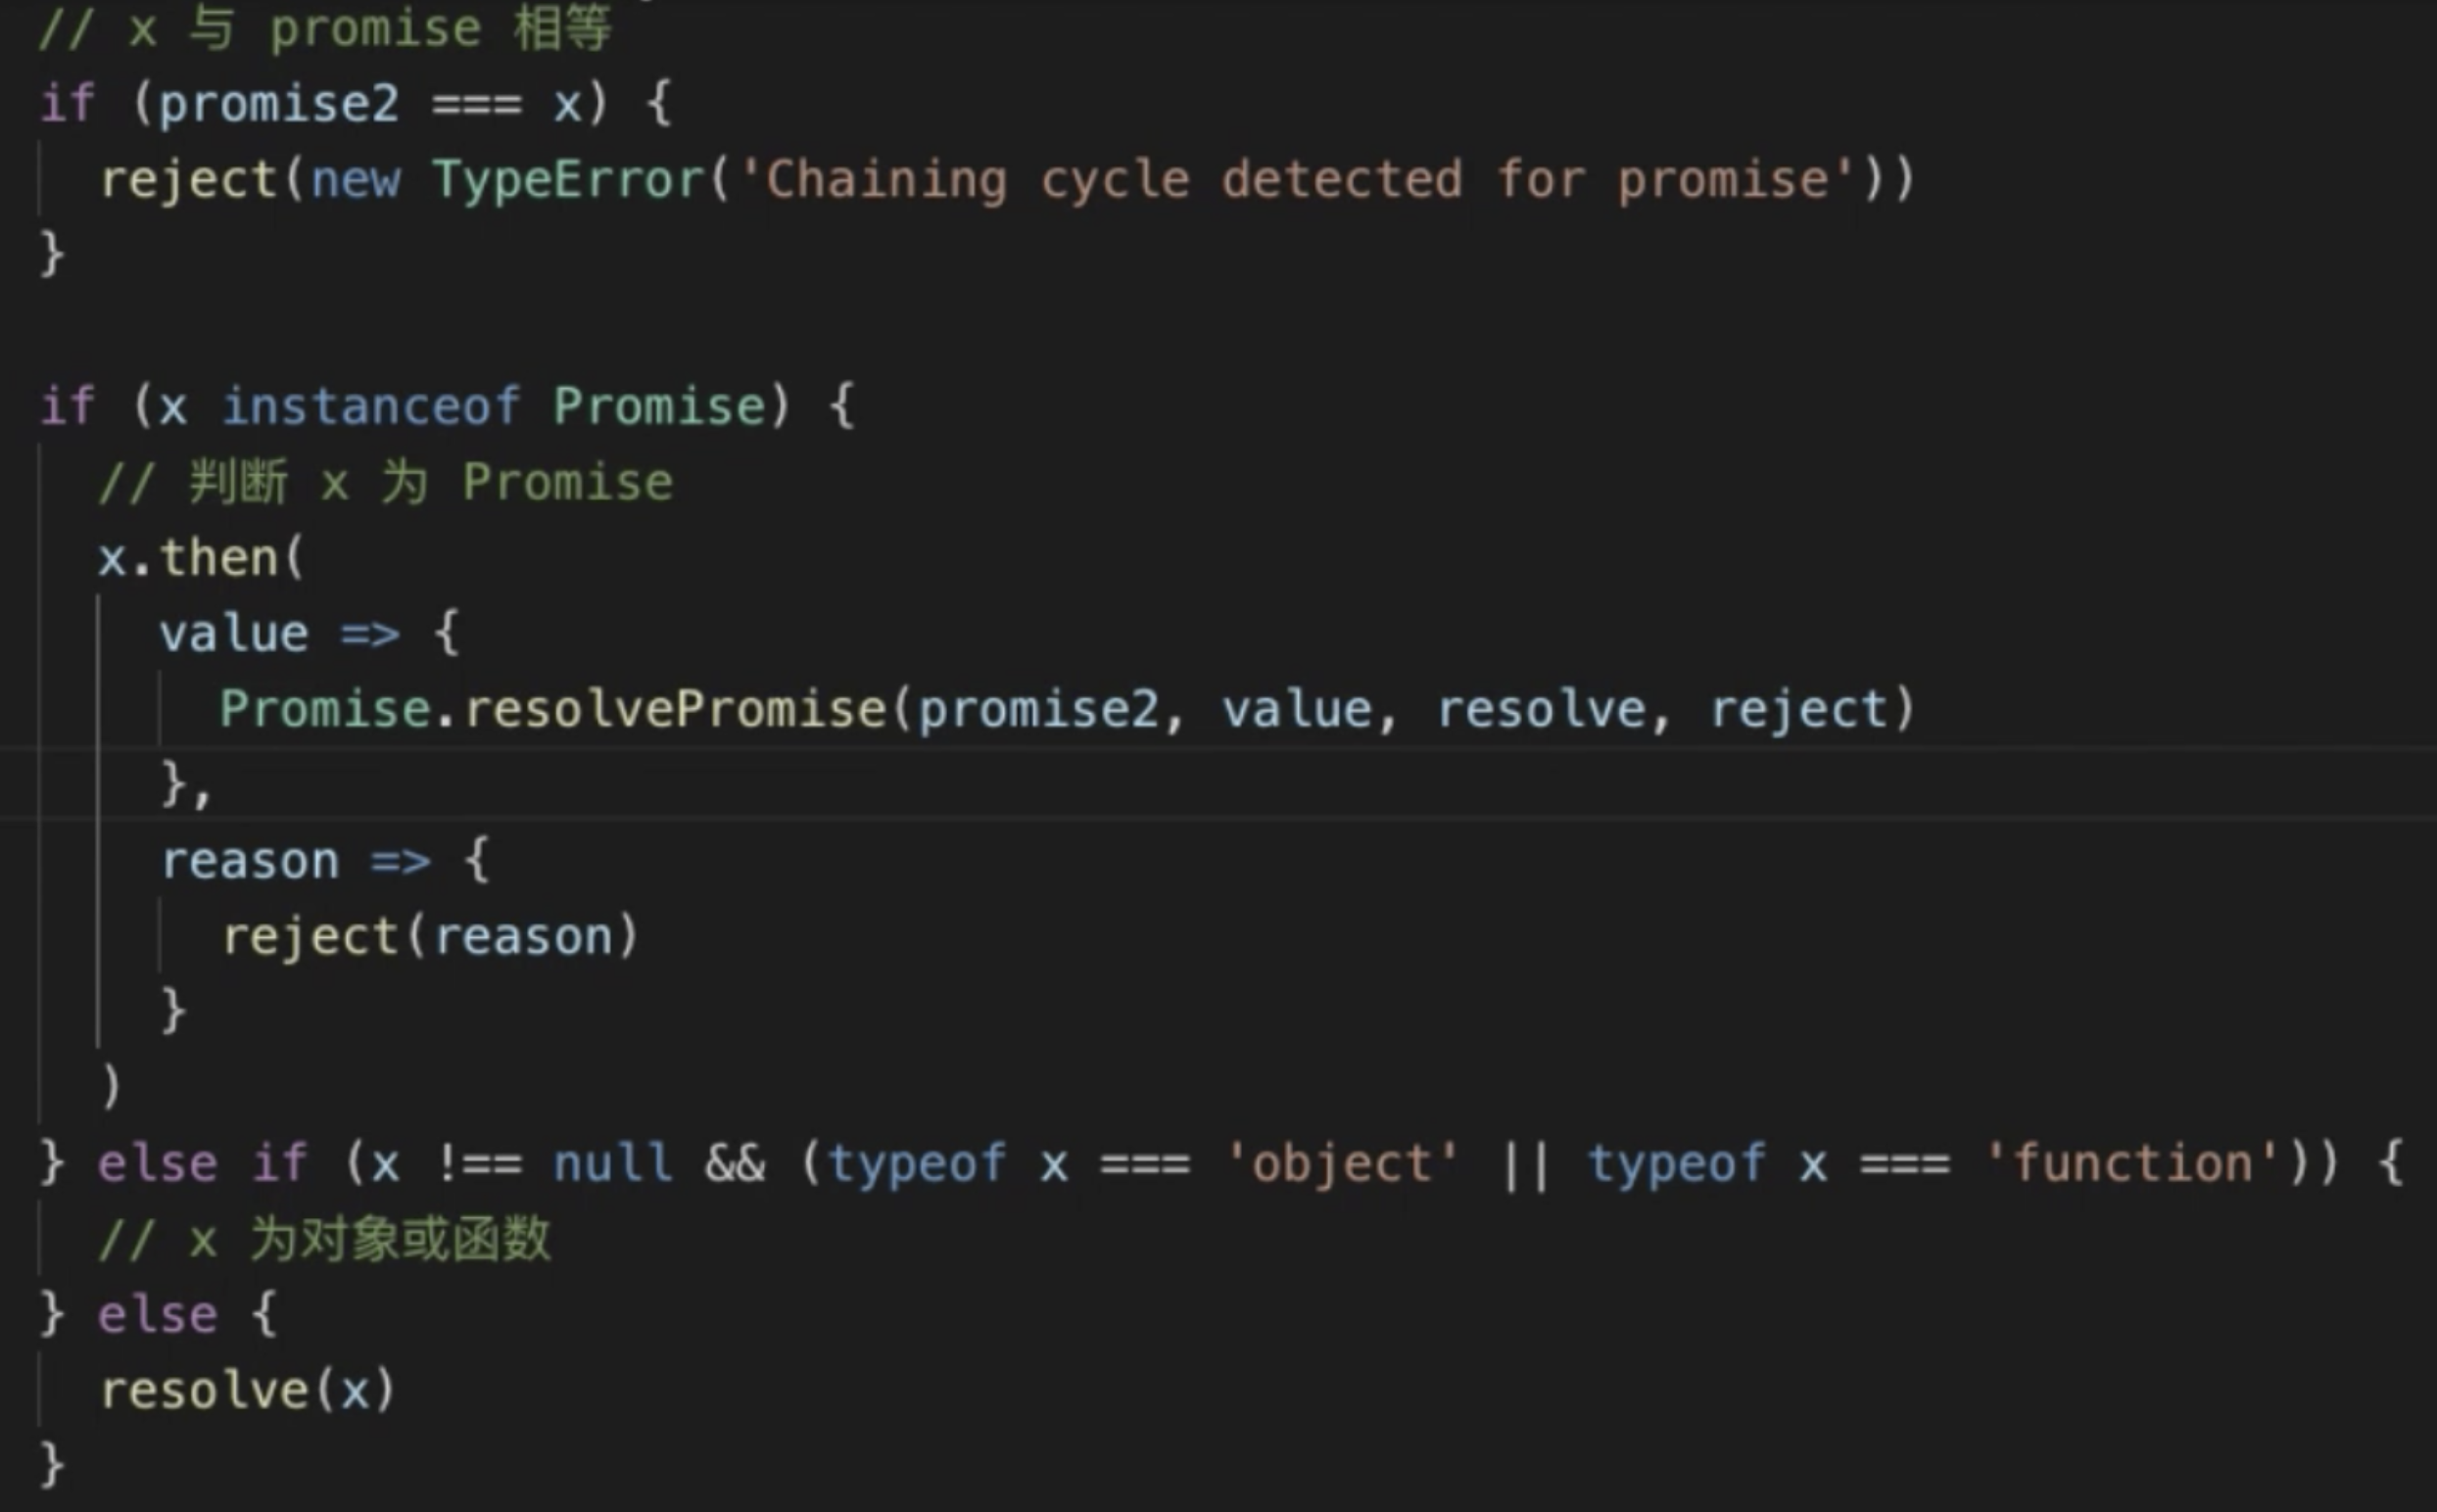 // x 与 promise 相等
if (promise2 === x) {
  reject(new TypeError('Chaining cycle detected for promise'))
}

if (x instanceof Promise) {
  // 判断 x 为 Promise
  x.then(
    value => {
      Promise.resolvePromise(promise2, value, resolve, reject)
    },
    reason => {
      reject(reason)
    }
  )
} else if (x !== null && (typeof x === 'object' || typeof x === 'function')) {
  // x 为对象或函数
} else {
  resolve(x)
}